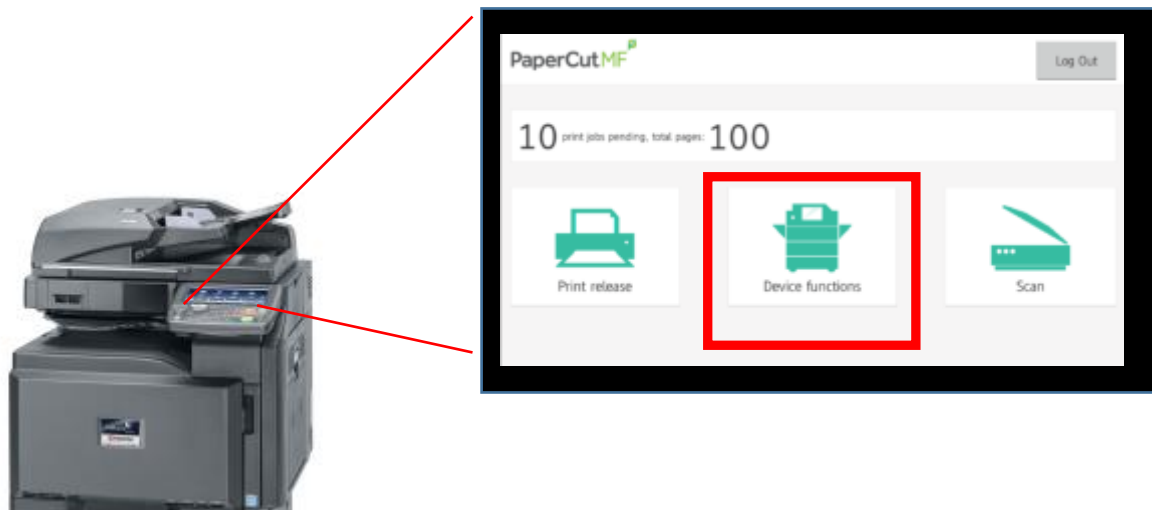 PaperCutMF
Log Out
10 print jobs pending, total pages: 100
Print release
Device functions
Scan